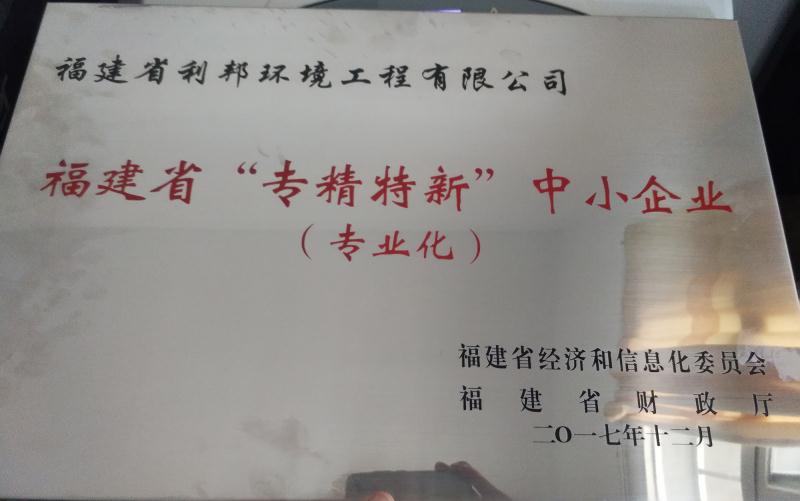 福建省利邦环境工程有限公司
福建省“专精特新”中小企业
（专业化）
福建省经济和信息化委员会
福建省财政厅
二〇一七年十二月